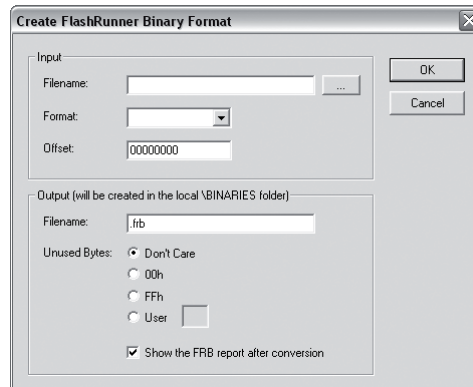 Create FlashRunner Binary Format
Input
Filename:
...
Format:
Offset:
00000000
OK
Cancel
Output (will be created in the local \BINARIES folder)
Filename:
.frb
Unused Bytes:
Don't Care
00h
FFh
User
Show the FRB report after conversion